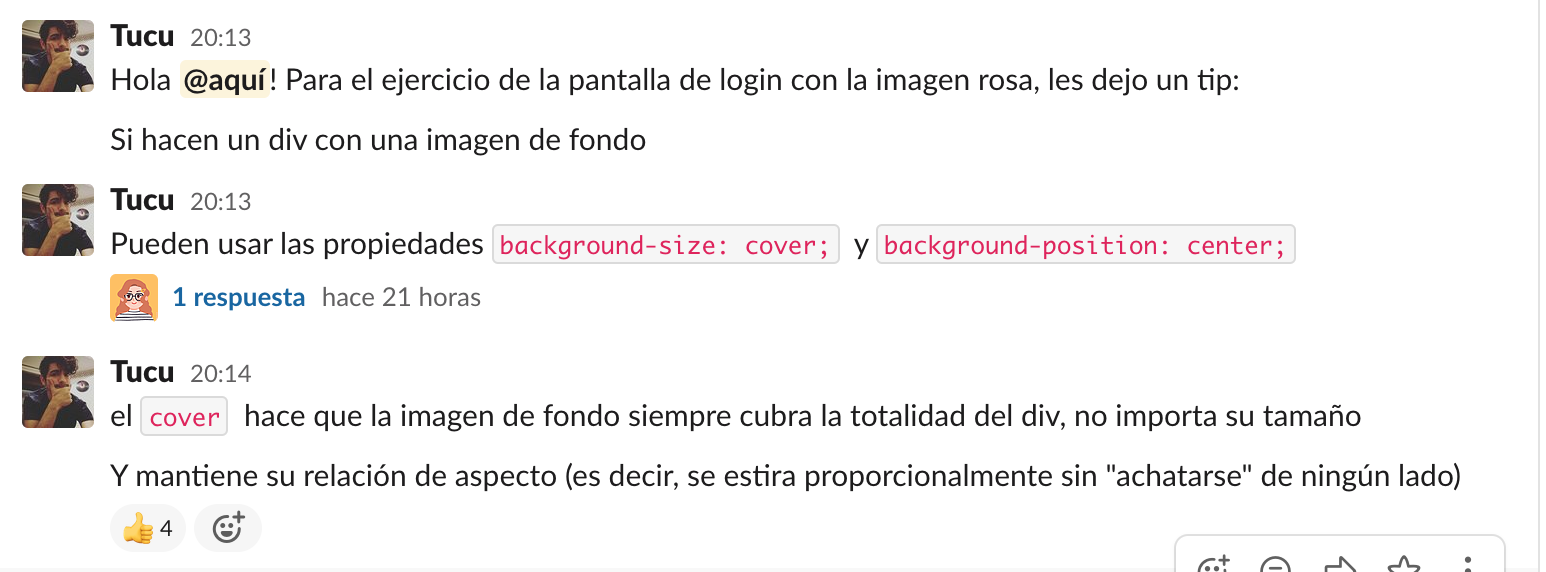 Tucu 20:13
Hola @aquí! Para el ejercicio de la pantalla de login con la imagen rosa, les dejo un tip:
Si hacen un div con una imagen de fondo
Tucu 20:13
Pueden usar las propiedades background-size: cover; y background-position: center;
1 respuesta hace 21 horas
Tucu 20:14
el cover hace que la imagen de fondo siempre cubra la totalidad del div, no importa su tamaño
Y mantiene su relación de aspecto (es decir, se estira proporcionalmente sin "achatarse" de ningún lado)
4